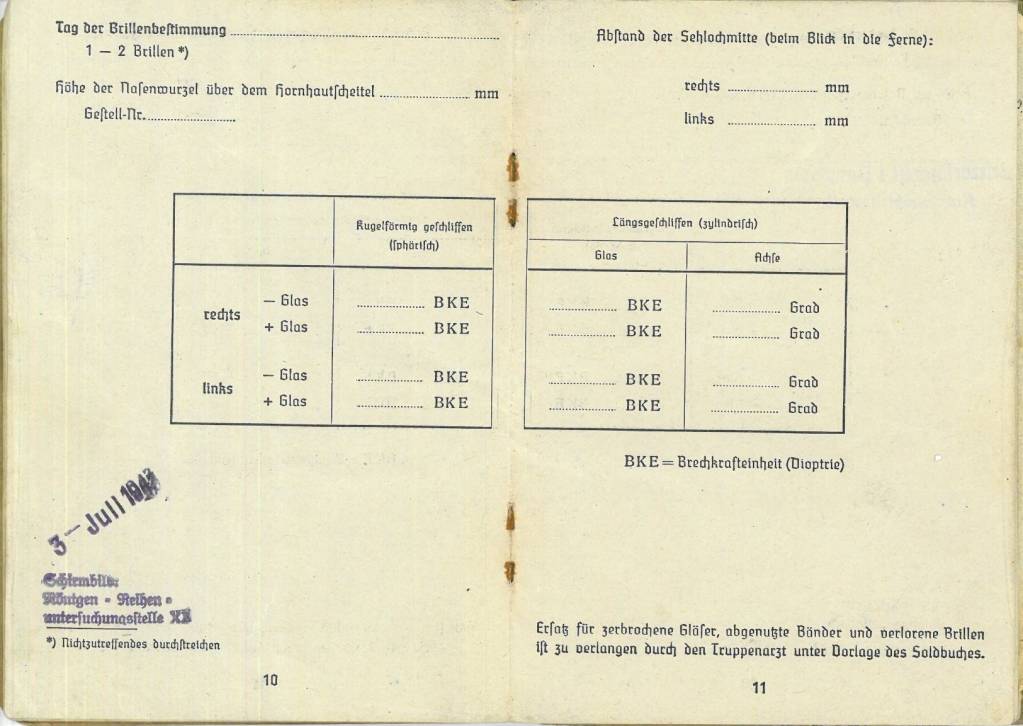 Tag der Brillenbestimmung
1 — 2 Brillen *)
Höhe der Nasenwurzel über dem Hornhautscheitel mm
Gestell-Nr.
Kugelförmig geschliffen
(sphärisch)
rechts
— Glas BKE
+ Glas BKE
links
— Glas BKE
+ Glas BKE
3 — Juli
Schirmbild-
Röntgen - Reihen -
untersuchungsstelle
*) Nichtzutreffendes durchstreichen
10
Abstand der Sehlochmitte (beim Blick in die Ferne):
rechts mm
links mm
Längsgeschliffen (zylindrisch)
Glas Achse
BKE Grad
BKE Grad
BKE Grad
BKE Grad
BKE = Brechkrafteinheit (Dioptrie)
Ersatz für zerbrochene Gläser, abgenutzte Bänder und verlorene Brillen
ist zu verlangen durch den Truppenarzt unter Vorlage des Soldbuches.
11